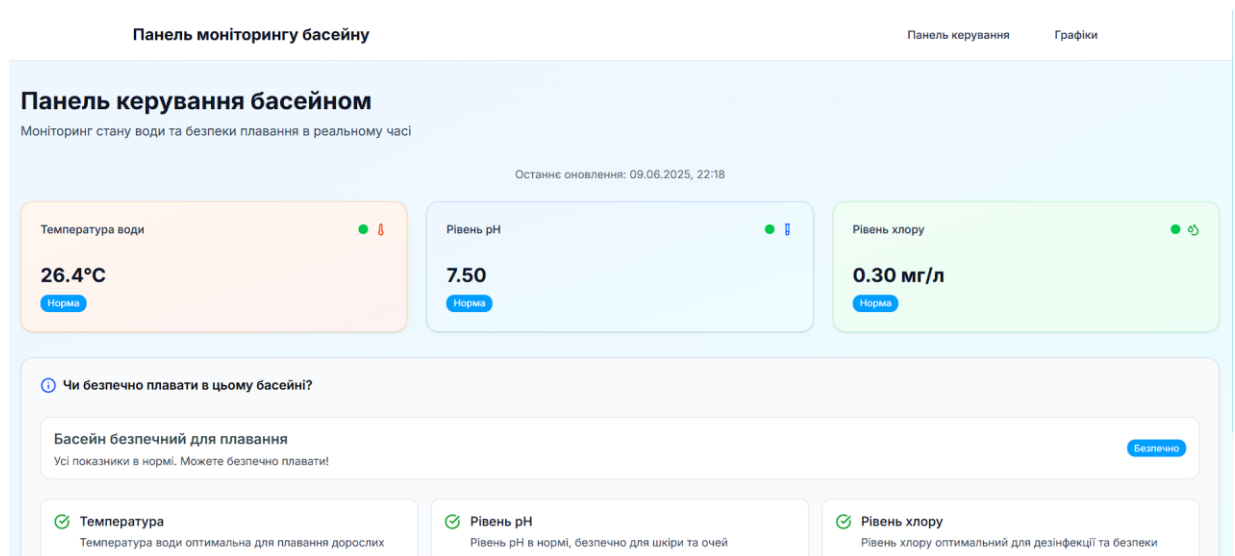 Панель моніторингу басейну
Панель керування
Графіки
Панель керування басейном
Моніторинг стану води та безпеки плавання в реальному часі
Останнє оновлення: 09.06.2025, 22:18
Температура води
26.4°C
Норма
Рівень pH
7.50
Норма
Рівень хлору
0.30 мг/л
Норма
Чи безпечно плавати в цьому басейні?
Басейн безпечний для плавання
Усі показники в нормі. Можете безпечно плавати!
Безпечно
Температура
Температура води оптимальна для плавання дорослих
Рівень pH
Рівень pH в нормі, безпечно для шкіри та очей
Рівень хлору
Рівень хлору оптимальний для дезінфекції та безпеки